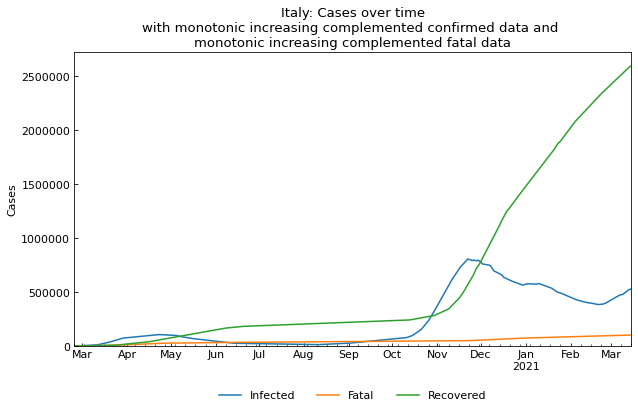 Italy: Cases over time
with monotonic increasing complemented confirmed data and
monotonic increasing complemented fatal data
2500000
2000000
1500000
1000000
500000
0
Cases
Mar Apr May Jun Jul Aug Sep Oct Nov Dec Jan Feb Mar
2021
Infected Fatal Recovered